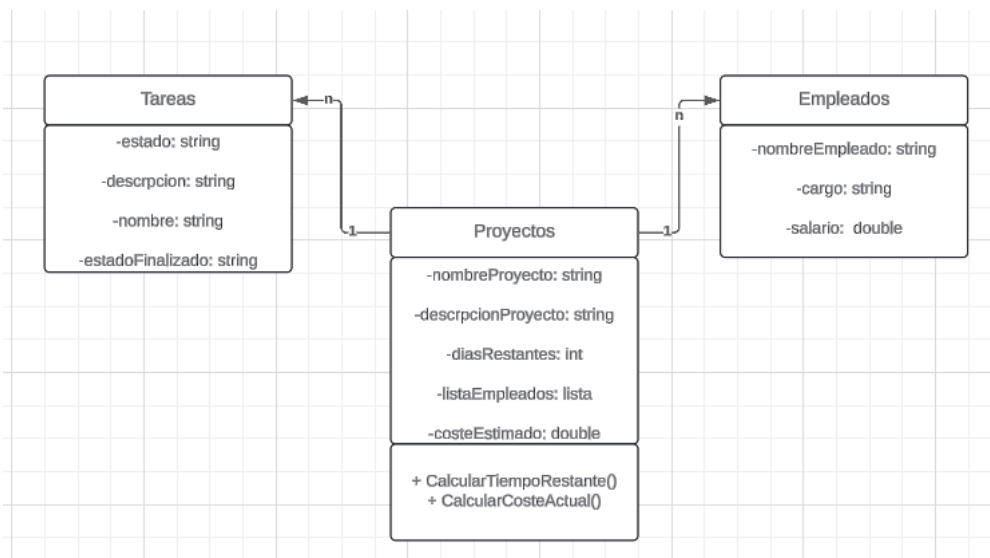 Tareas
-estado: string
-descrpcion: string
-nombre: string
-estadoFinalizado: string
n
1
Proyectos
-nombreProyecto: string
-descrpcionProyecto: string
-diasRestantes: int
-listaEmpleados: lista
-costeEstimado: double
+ CalcularTiempoRestante()
+ CalcularCosteActual()
1
n
Empleados
-nombreEmpleado: string
-cargo: string
-salario:  double